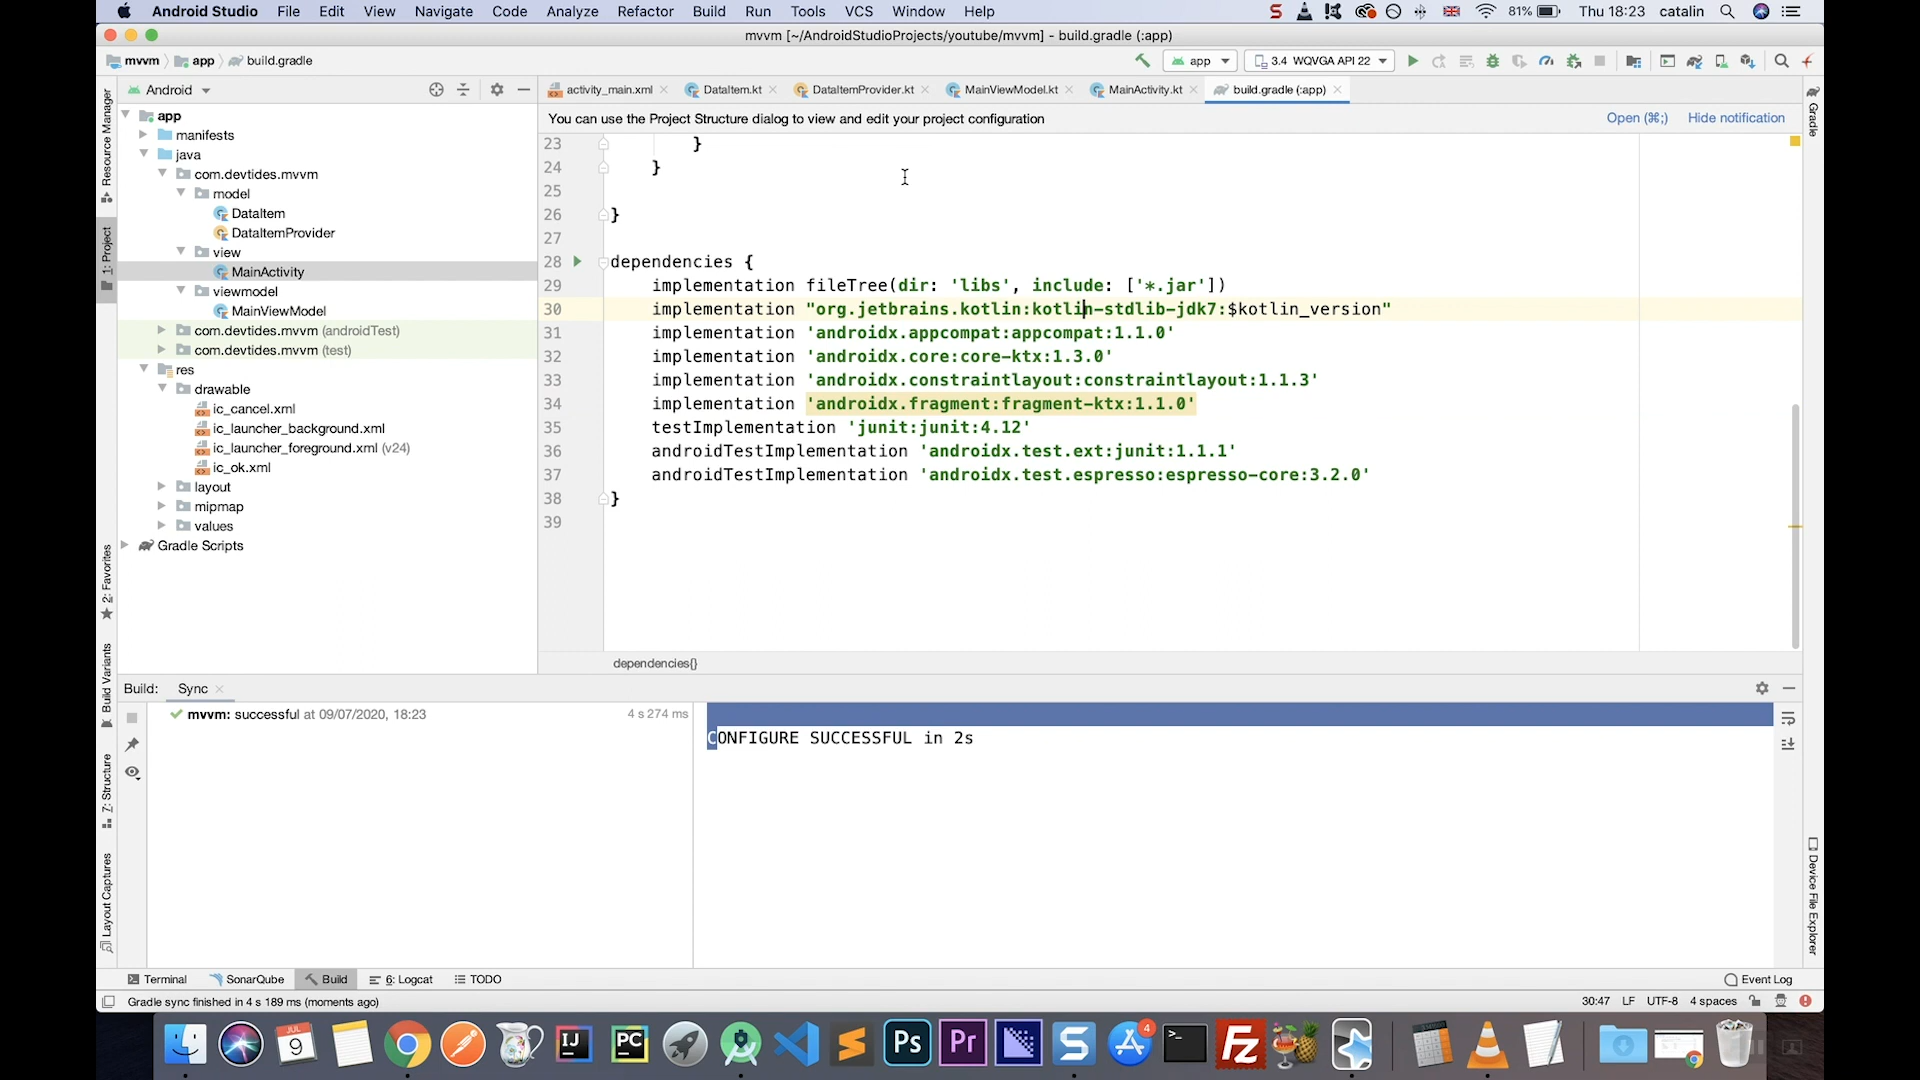 Android Studio File Edit View Navigate Code Analyze Refactor Build Run Tools VCS Window Help 81% Thu 18:23 catalin
mvvm [~/AndroidStudioProjects/youtube/mvvm] - build.gradle (:app)
mvvm app build.gradle app 3.4 WQVGA API 22
Android activity_main.xml DataItem.kt DataItemProvider.kt MainViewModel.kt MainActivity.kt build.gradle (:app)
You can use the Project Structure dialog to view and edit your project configuration Open (⌘;) Hide notification
Resource Manager
1: Project
2: Favorites
Build Variants
7: Structure
Layout Captures
app
manifests
java
com.devtides.mvvm
model
DataItem
DataItemProvider
view
MainActivity
viewmodel
MainViewModel
com.devtides.mvvm (androidTest)
com.devtides.mvvm (test)
res
drawable
ic_cancel.xml
ic_launcher_background.xml
ic_launcher_foreground.xml (v24)
ic_ok.xml
layout
mipmap
values
Gradle Scripts
23 }
24 }
25
26 }
27
28 dependencies {
29 implementation fileTree(dir: 'libs', include: ['*.jar'])
30 implementation "org.jetbrains.kotlin:kotlin-stdlib-jdk7:$kotlin_version"
31 implementation 'androidx.appcompat:appcompat:1.1.0'
32 implementation 'androidx.core:core-ktx:1.3.0'
33 implementation 'androidx.constraintlayout:constraintlayout:1.1.3'
34 implementation 'androidx.fragment:fragment-ktx:1.1.0'
35 testImplementation 'junit:junit:4.12'
36 androidTestImplementation 'androidx.test.ext:junit:1.1.1'
37 androidTestImplementation 'androidx.test.espresso:espresso-core:3.2.0'
38 }
39
dependencies{}
Gradle
Device File Explorer
Build: Sync
mvvm: successful at 09/07/2020, 18:23 4 s 274 ms
CONFIGURE SUCCESSFUL in 2s
Terminal SonarQube Build 6: Logcat TODO Event Log
Gradle sync finished in 4 s 189 ms (moments ago) 30:47 LF UTF-8 4 spaces
JUL 9 IJ PC Ps Pr S 4 Fz